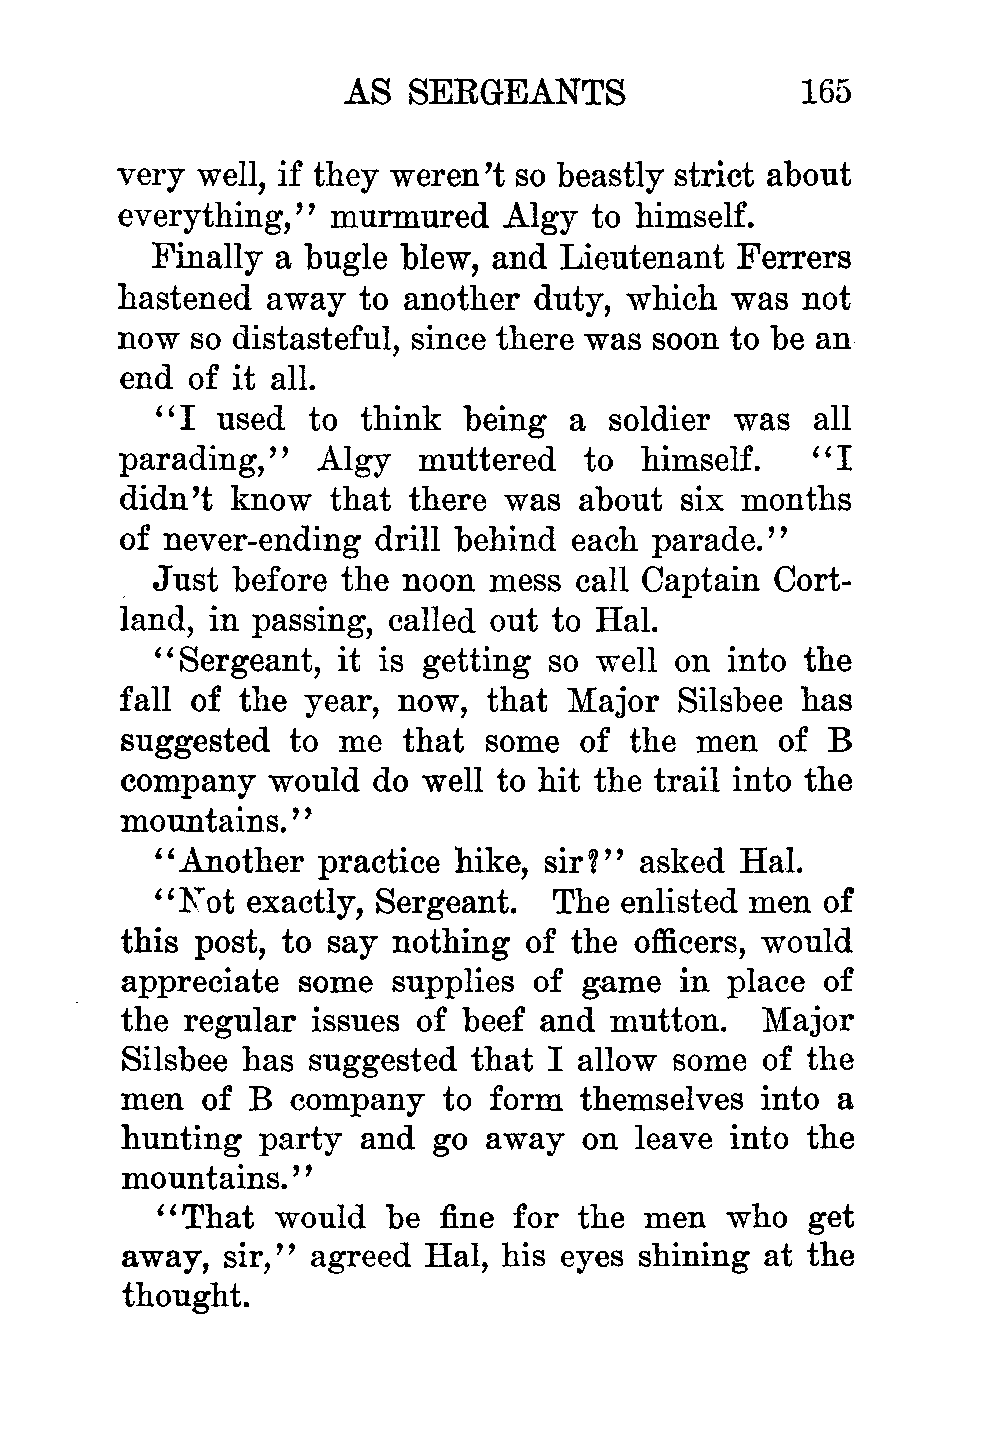 AS SERGEANTS 165
very well, if they weren't so beastly strict about
everything," murmured Algy to himself.
Finally a bugle blew, and Lieutenant Ferrers
hastened away to another duty, which was not
now so distasteful, since there was soon to be an
end of it all.
"I used to think being a soldier was all
parading," Algy muttered to himself. "I
didn't know that there was about six months
of never-ending drill behind each parade."
Just before the noon mess call Captain Cort-
land, in passing, called out to Hal.
"Sergeant, it is getting so well on into the
fall of the year, now, that Major Silsbee has
suggested to me that some of the men of B
company would do well to hit the trail into the
mountains."
"Another practice hike, sir?" asked Hal.
"Not exactly, Sergeant. The enlisted men of
this post, to say nothing of the officers, would
appreciate some supplies of game in place of
the regular issues of beef and mutton. Major
Silsbee has suggested that I allow some of the
men of B company to form themselves into a
hunting party and go away on leave into the
mountains."
"That would be fine for the men who get
away, sir," agreed Hal, his eyes shining at the
thought.